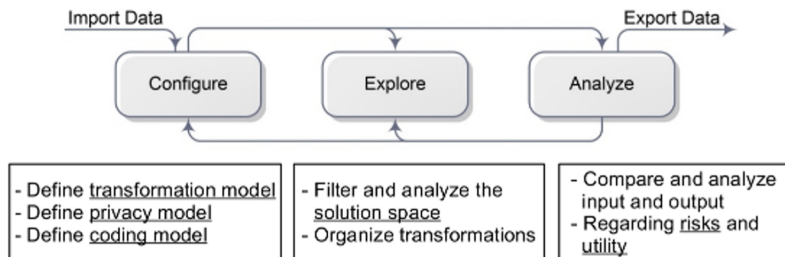 Import Data
Export Data
Configure
Explore
Analyze
- Define transformation model
- Define privacy model
- Define coding model
- Filter and analyze the
solution space
- Organize transformations
- Compare and analyze
input and output
- Regarding risks and
utility